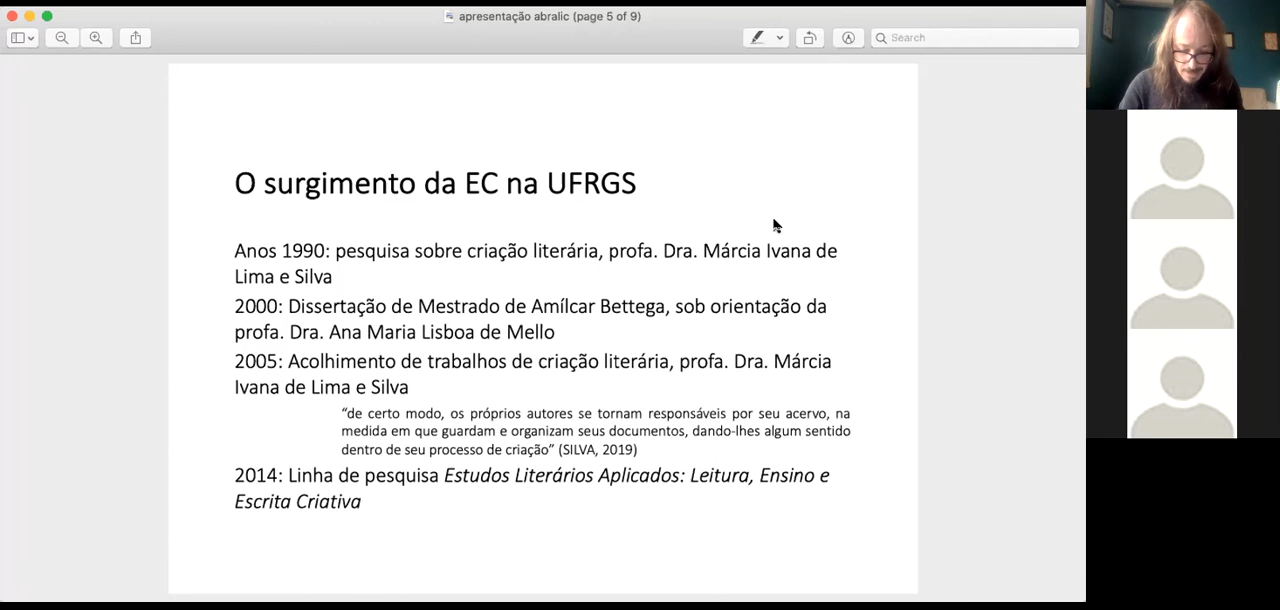 apresentação abralic (page 5 of 9)
Search
O surgimento da EC na UFRGS
Anos 1990: pesquisa sobre criação literária, profa. Dra. Márcia Ivana de
Lima e Silva
2000: Dissertação de Mestrado de Amílcar Bettega, sob orientação da
profa. Dra. Ana Maria Lisboa de Mello
2005: Acolhimento de trabalhos de criação literária, profa. Dra. Márcia
Ivana de Lima e Silva
“de certo modo, os próprios autores se tornam responsáveis por seu acervo, na
medida em que guardam e organizam seus documentos, dando-lhes algum sentido
dentro de seu processo de criação” (SILVA, 2019)
2014: Linha de pesquisa Estudos Literários Aplicados: Leitura, Ensino e
Escrita Criativa